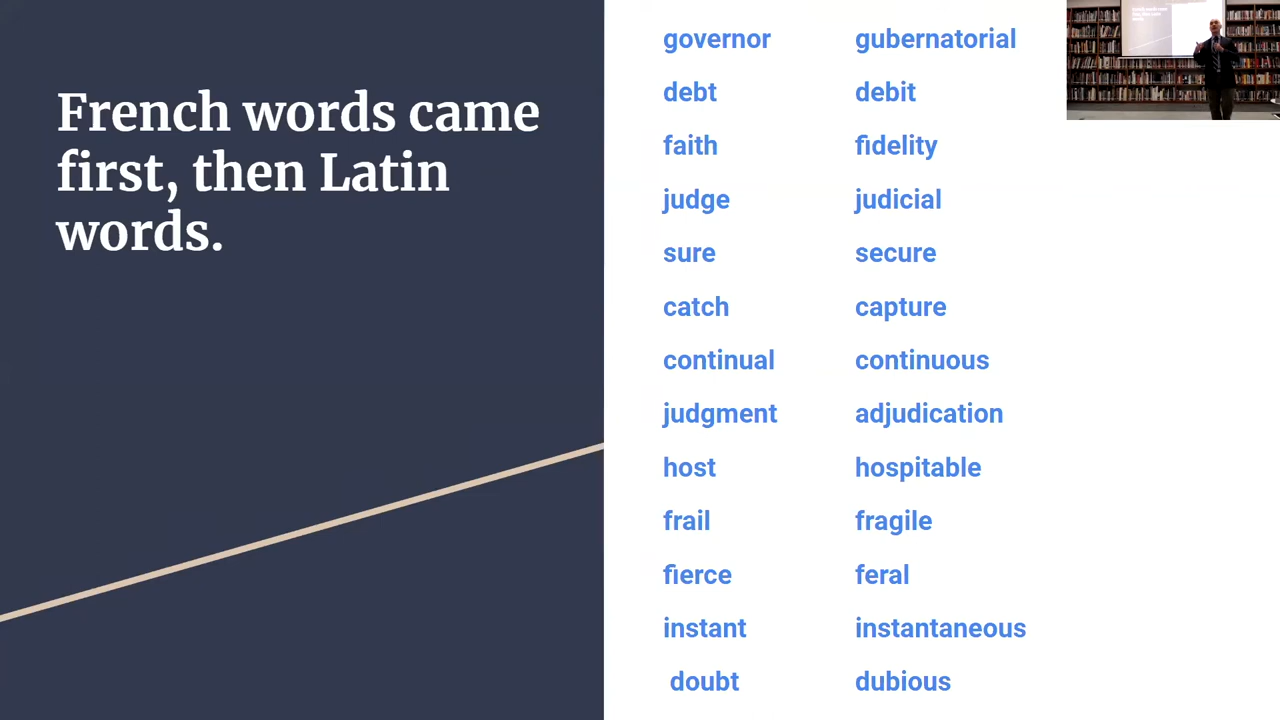 French words came
first, then Latin
words.
governor gubernatorial
debt debit
faith fidelity
judge judicial
sure secure
catch capture
continual continuous
judgment adjudication
host hospitable
frail fragile
fierce feral
instant instantaneous
doubt dubious